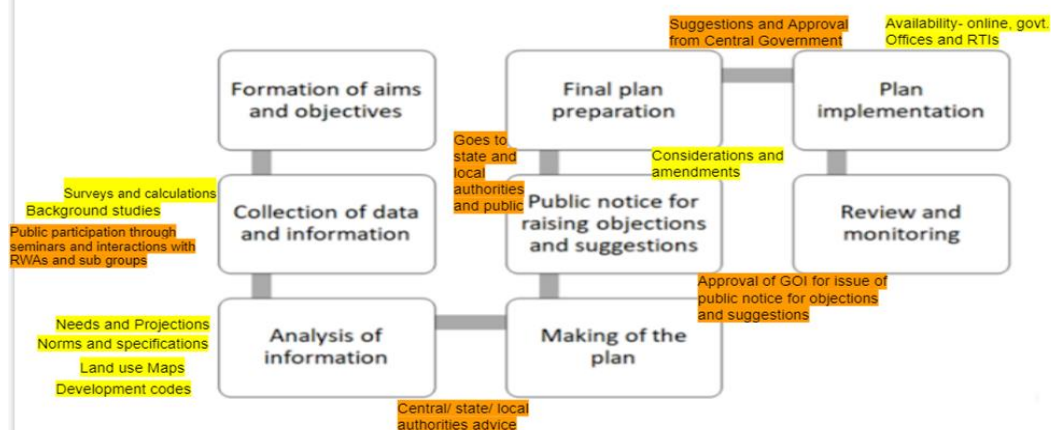 Suggestions and Approval
from Central Government
Availability- online, govt.
Offices and RTIs
Formation of aims
and objectives
Final plan
preparation
Plan
implementation
Goes to
state and
local
authorities
and public
Considerations and
amendments
Surveys and calculations
Background studies
Public participation through
seminars and interactions with
RWAs and sub groups
Collection of data
and information
Public notice for
raising objections
and suggestions
Review and
monitoring
Approval of GOI for issue of
public notice for objections
and suggestions
Needs and Projections
Norms and specifications
Land use Maps
Development codes
Analysis of
information
Making of the
plan
Central/ state/ local
authorities advice